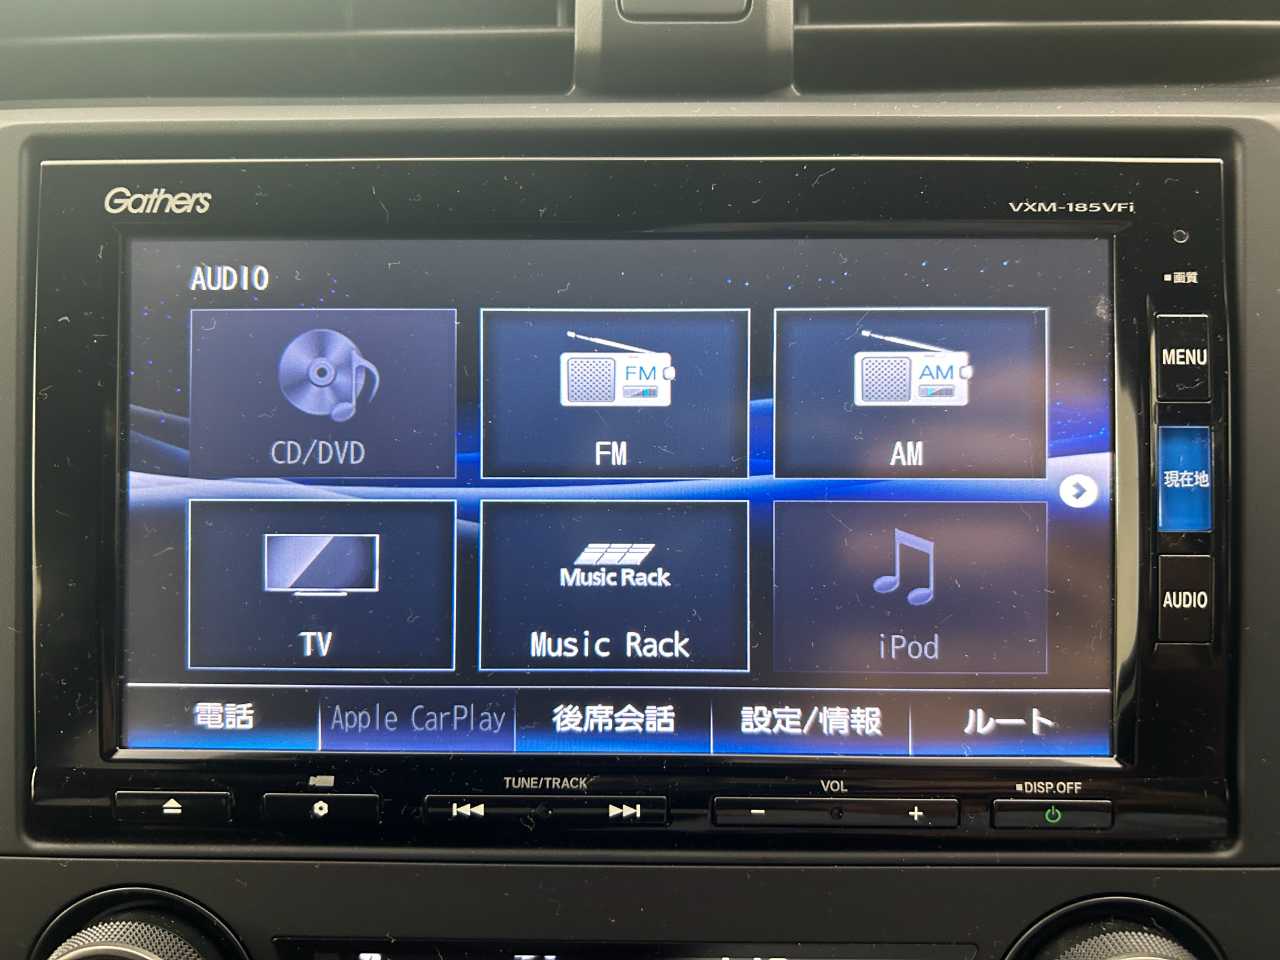 Gathers
VXM-185VFi
AUDIO
■画質
CD/DVD
FM
FM
AM
AM
MENU
現在地
AUDIO
TV
Music Rack
Music Rack
iPod
電話
Apple CarPlay
後席会話
設定/情報
ルート
TUNE/TRACK
VOL
■DISP.OFF
− +